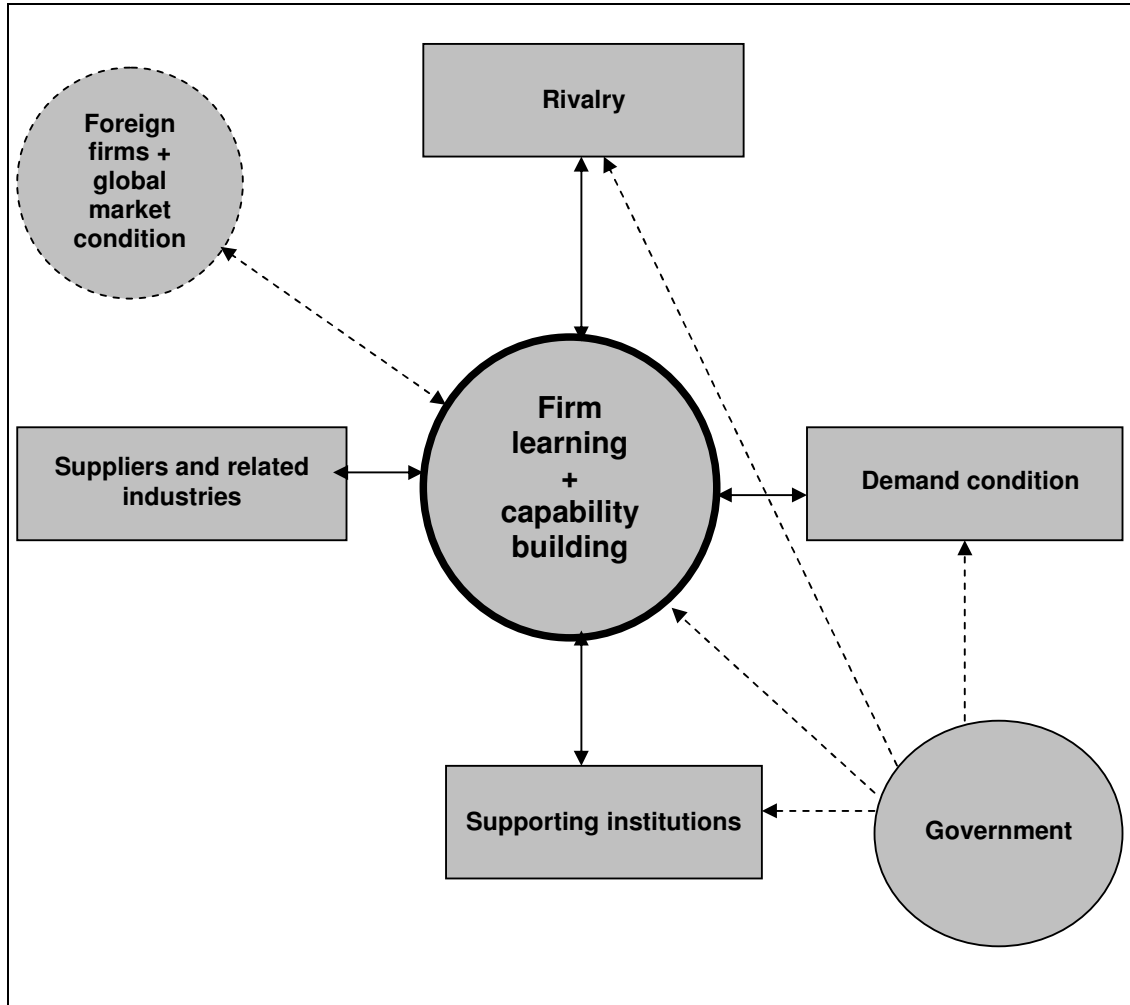 Rivalry
Foreign
firms +
global
market
condition
Firm
learning
+
capability
building
Suppliers and related
industries
Demand condition
Supporting institutions
Government